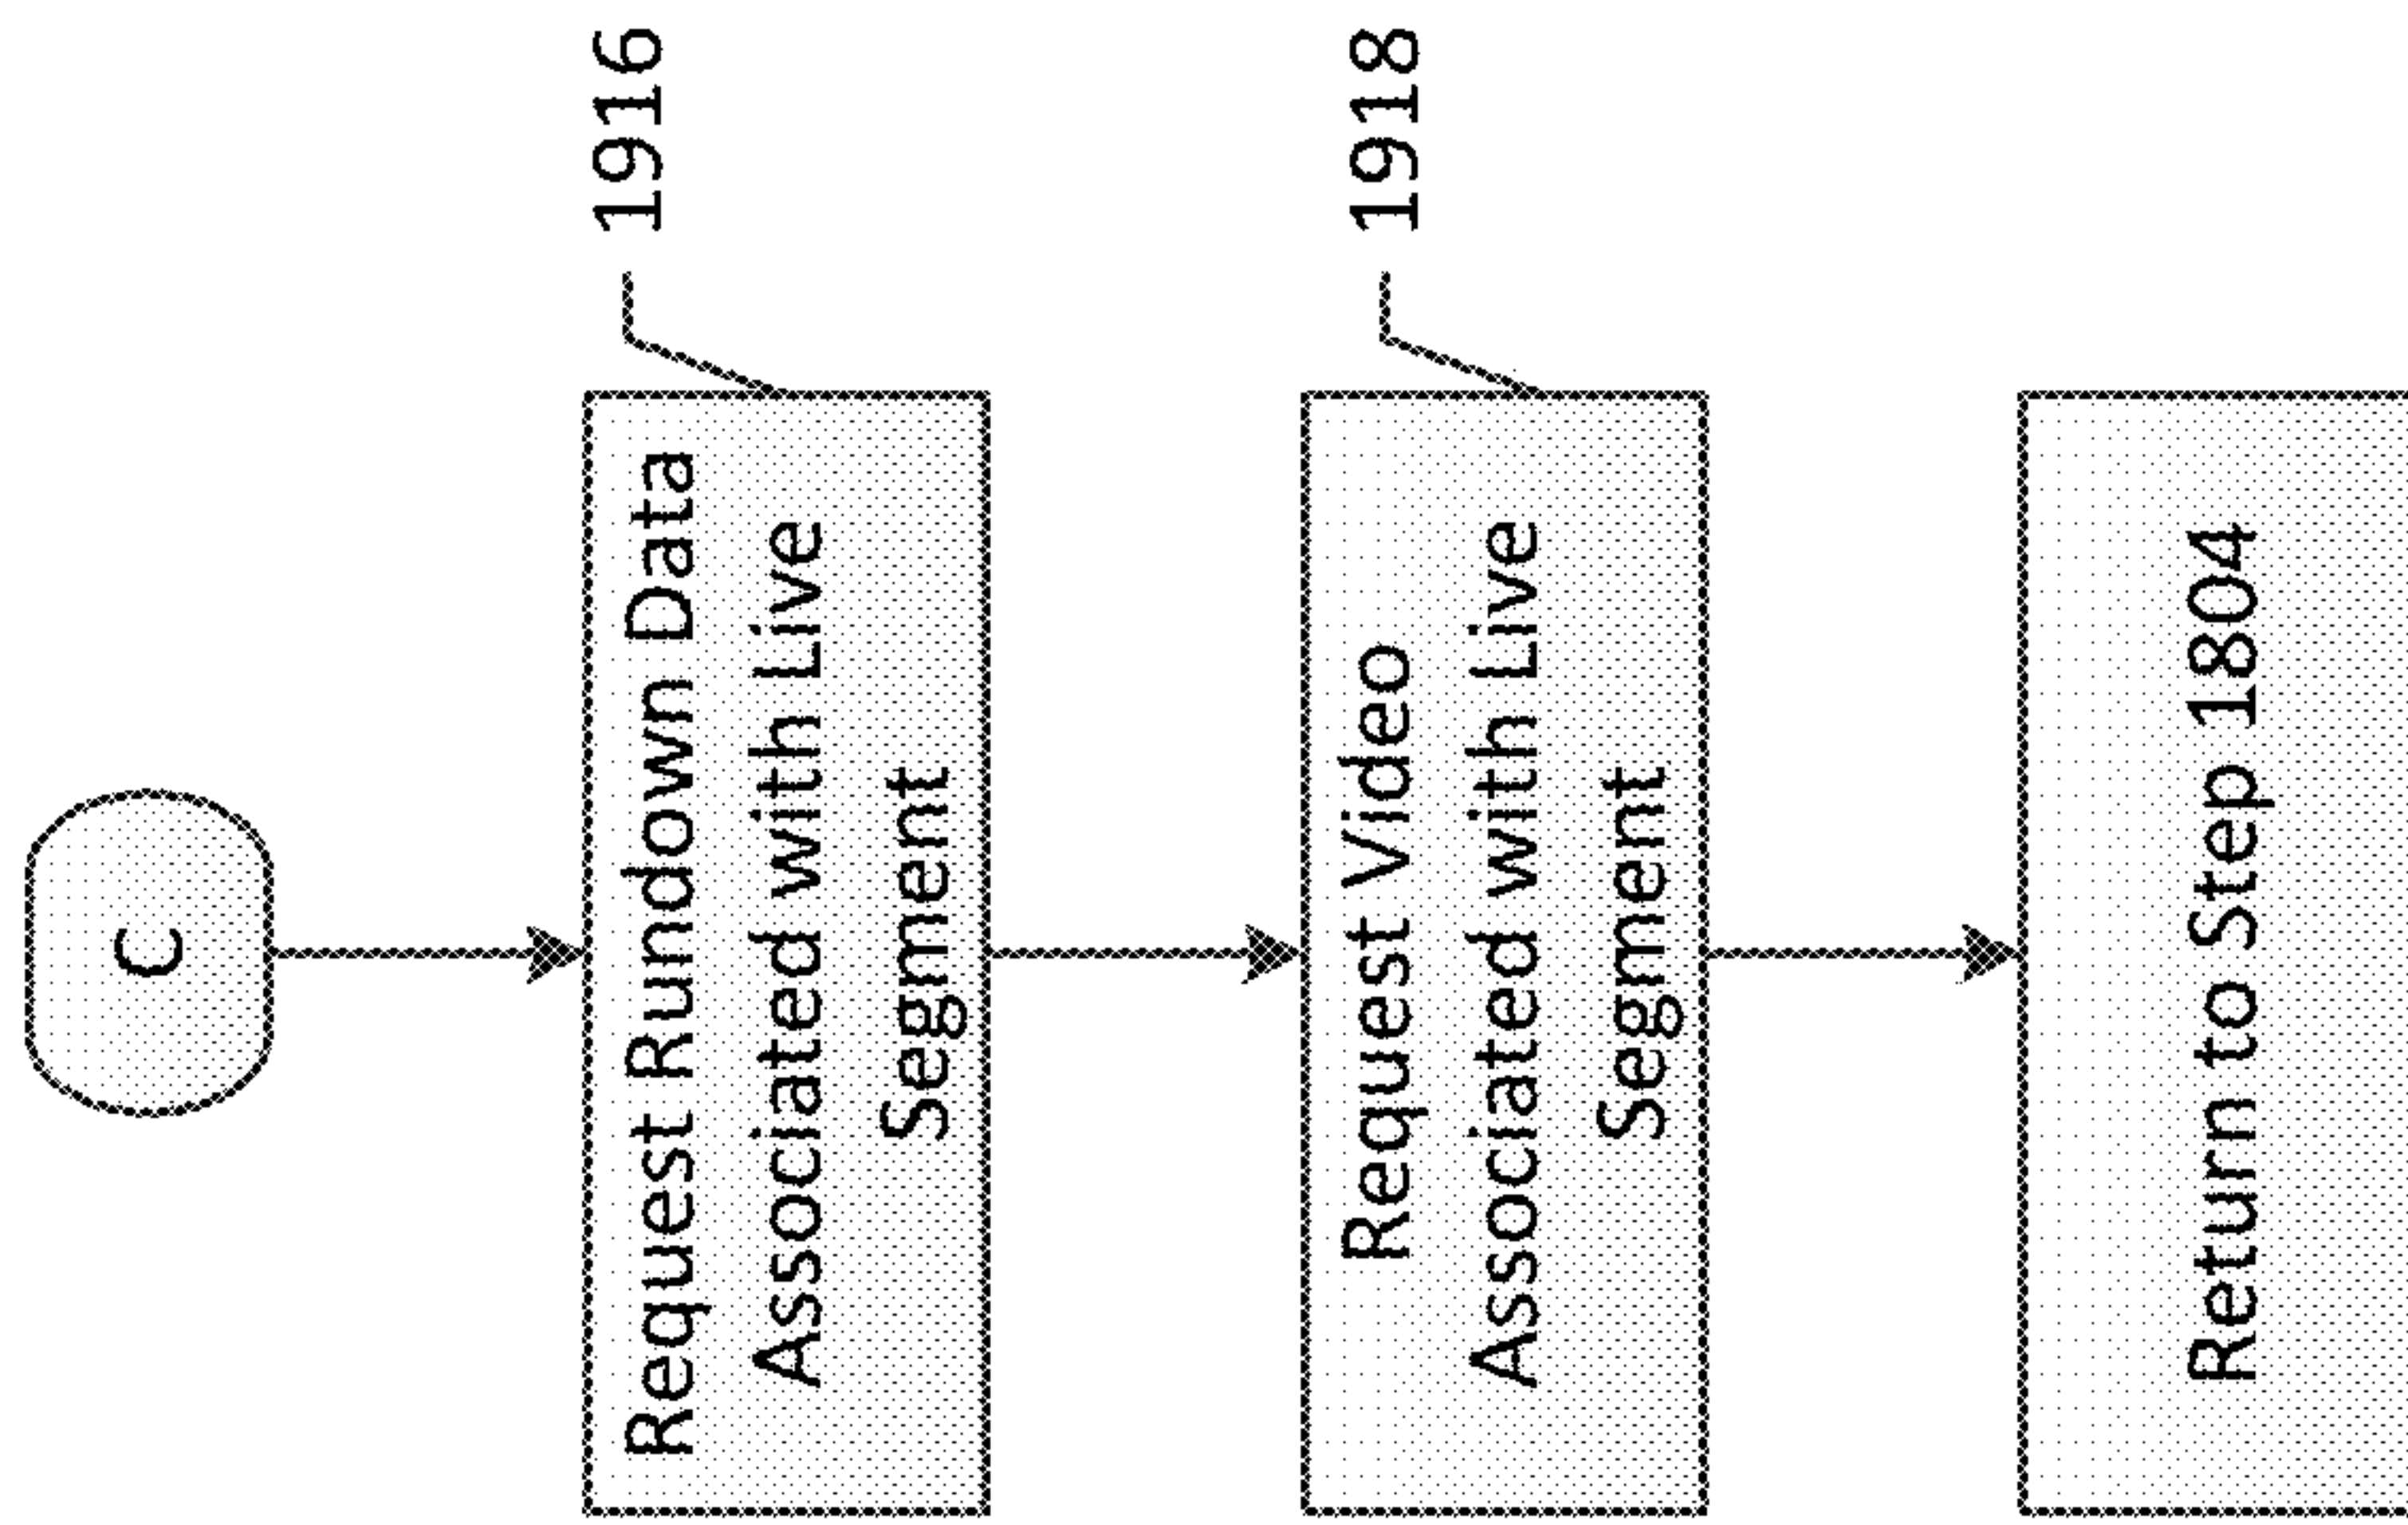 C
Request Rundown Data
Associated with Live
Segment
1916
Request Video
Associated with Live
Segment
1918
Return to Step 1804